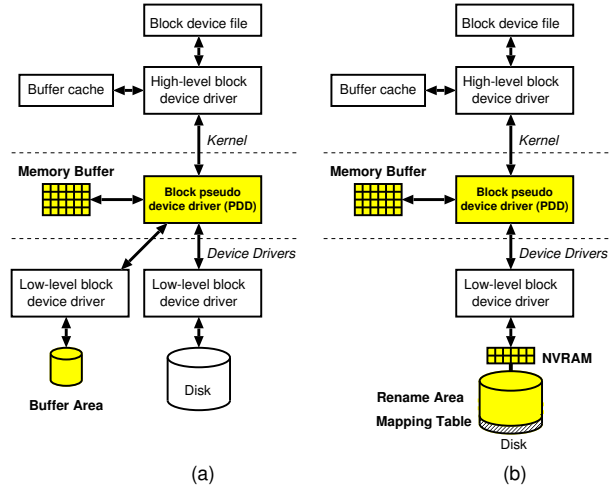 Block device file
Buffer cache
High-level block
device driver
Kernel
Memory Buffer
Block pseudo
device driver (PDD)
Device Drivers
Low-level block
device driver
Low-level block
device driver
Buffer Area
Disk
(a)
Block device file
Buffer cache
High-level block
device driver
Kernel
Memory Buffer
Block pseudo
device driver (PDD)
Device Drivers
Low-level block
device driver
NVRAM
Rename Area
Mapping Table
Disk
(b)